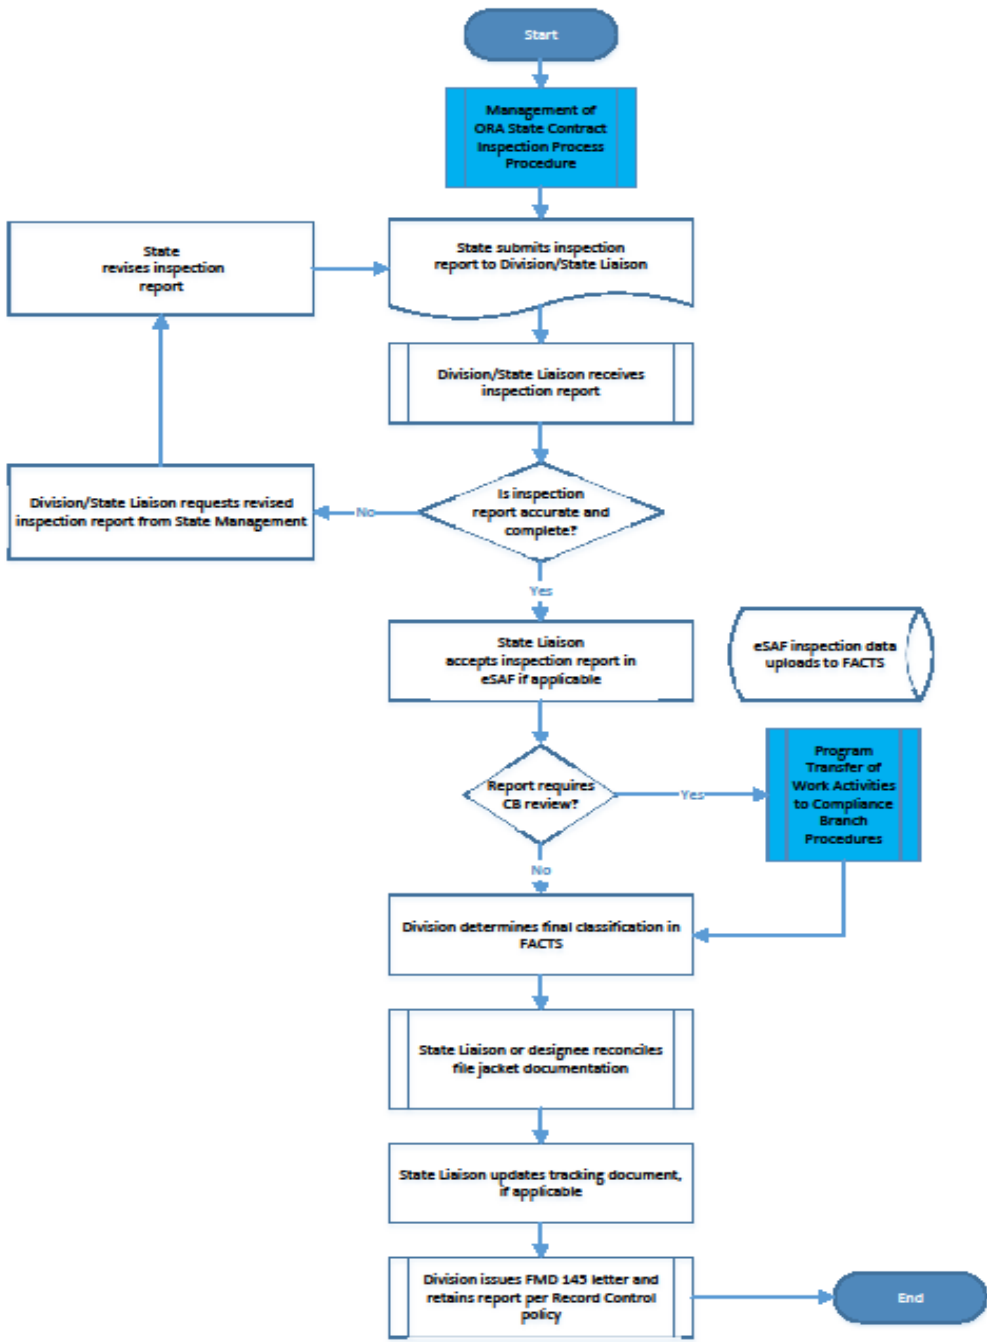 Start
Management of
ORA State Contract
Inspection Process
Procedure
State
revises inspection
report
State submits inspection
report to Division/State Liaison
Division/State Liaison receives
inspection report
Division/State Liaison requests revised
inspection report from State Management
No
Is inspection
report accurate and
complete?
Yes
State Liaison
accepts inspection report in
eSAF if applicable
eSAF inspection data
uploads to FACTS
Report requires
CB review?
Yes
Program
Transfer of
Work Activities
to Compliance
Branch
Procedures
No
Division determines final classification in
FACTS
State Liaison or designee reconciles
file jacket documentation
State Liaison updates tracking document,
if applicable
Division issues FMD 145 letter and
retains report per Record Control
policy
End